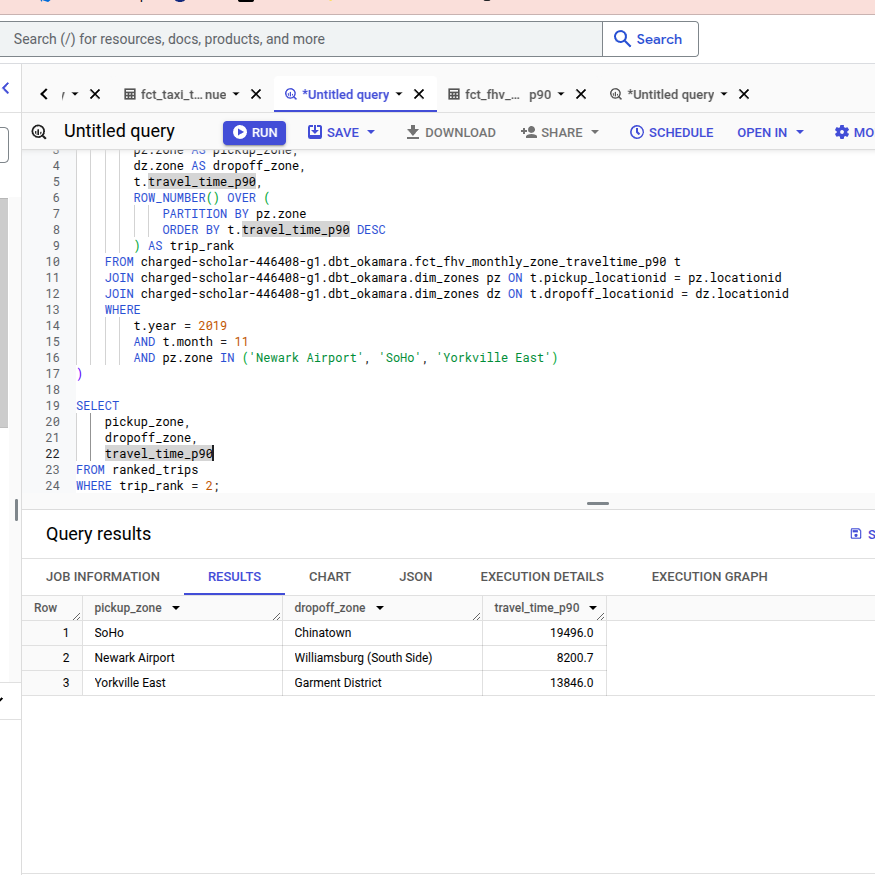 Search (/) for resources, docs, products, and more
Search
fct_taxi_t... nue
*Untitled query
fct_fhv_... p90
*Untitled query
Untitled query
RUN
SAVE
DOWNLOAD
SHARE
SCHEDULE
OPEN IN
MO
3 pz.zone AS pickup_zone,
4 dz.zone AS dropoff_zone,
5 t.travel_time_p90,
6 ROW_NUMBER() OVER (
7 PARTITION BY pz.zone
8 ORDER BY t.travel_time_p90 DESC
9 ) AS trip_rank
10 FROM charged-scholar-446408-g1.dbt_okamara.fct_fhv_monthly_zone_traveltime_p90 t
11 JOIN charged-scholar-446408-g1.dbt_okamara.dim_zones pz ON t.pickup_locationid = pz.locationid
12 JOIN charged-scholar-446408-g1.dbt_okamara.dim_zones dz ON t.dropoff_locationid = dz.locationid
13 WHERE
14 t.year = 2019
15 AND t.month = 11
16 AND pz.zone IN ('Newark Airport', 'SoHo', 'Yorkville East')
17 )
18
19 SELECT
20 pickup_zone,
21 dropoff_zone,
22 travel_time_p90
23 FROM ranked_trips
24 WHERE trip_rank = 2;
Query results
S
JOB INFORMATION
RESULTS
CHART
JSON
EXECUTION DETAILS
EXECUTION GRAPH
Row pickup_zone dropoff_zone travel_time_p90
1 SoHo Chinatown 19496.0
2 Newark Airport Williamsburg (South Side) 8200.7
3 Yorkville East Garment District 13846.0